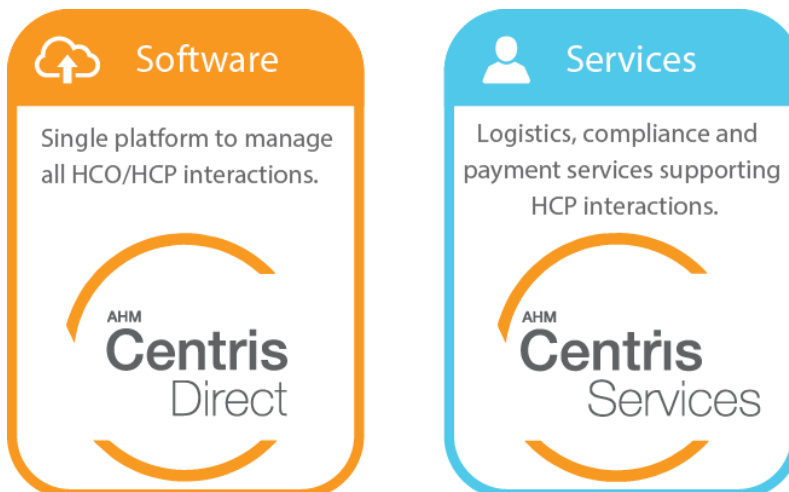 Software
Single platform to manage
all HCO/HCP interactions.
AHM
Centris
Direct
Services
Logistics, compliance and
payment services supporting
HCP interactions.
AHM
Centris
Services